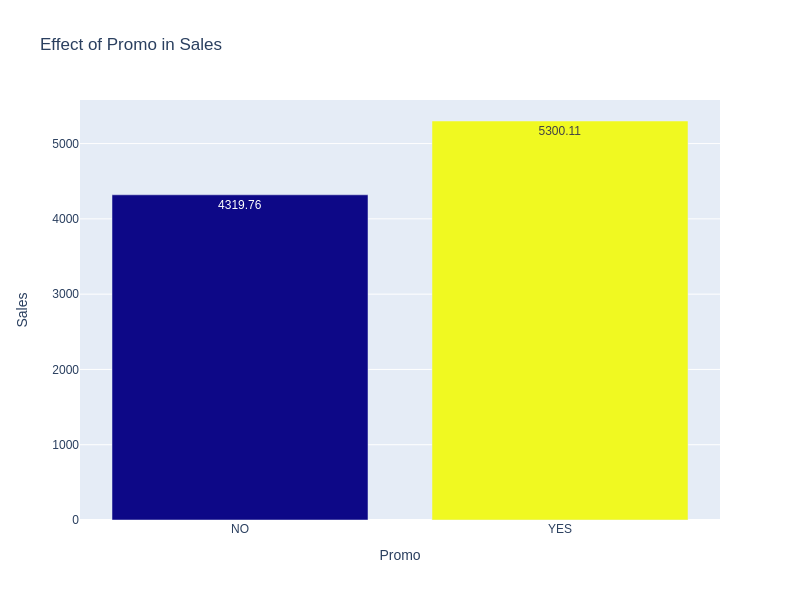 Effect of Promo in Sales
5300.11
5000
4319.76
4000
3000
Sales
2000
1000
0
NO
YES
Promo